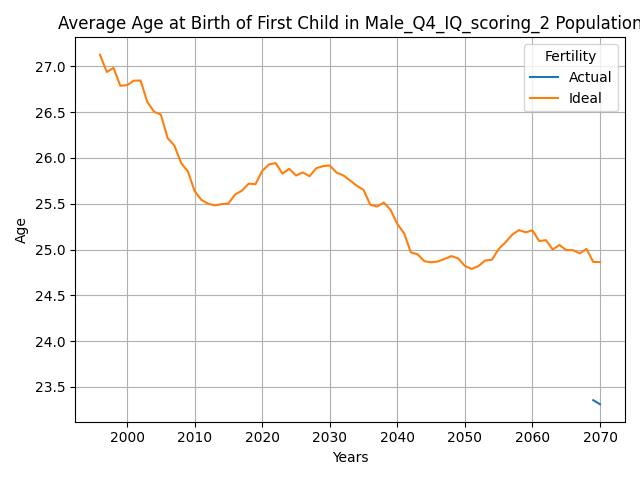 Average Age at Birth of First Child in Male_Q4_IQ_scoring_2 Population
Fertility
Actual
Ideal
27.0
26.5
26.0
25.5
25.0
24.5
24.0
23.5
Age
2000
2010
2020
2030
2040
2050
2060
2070
Years